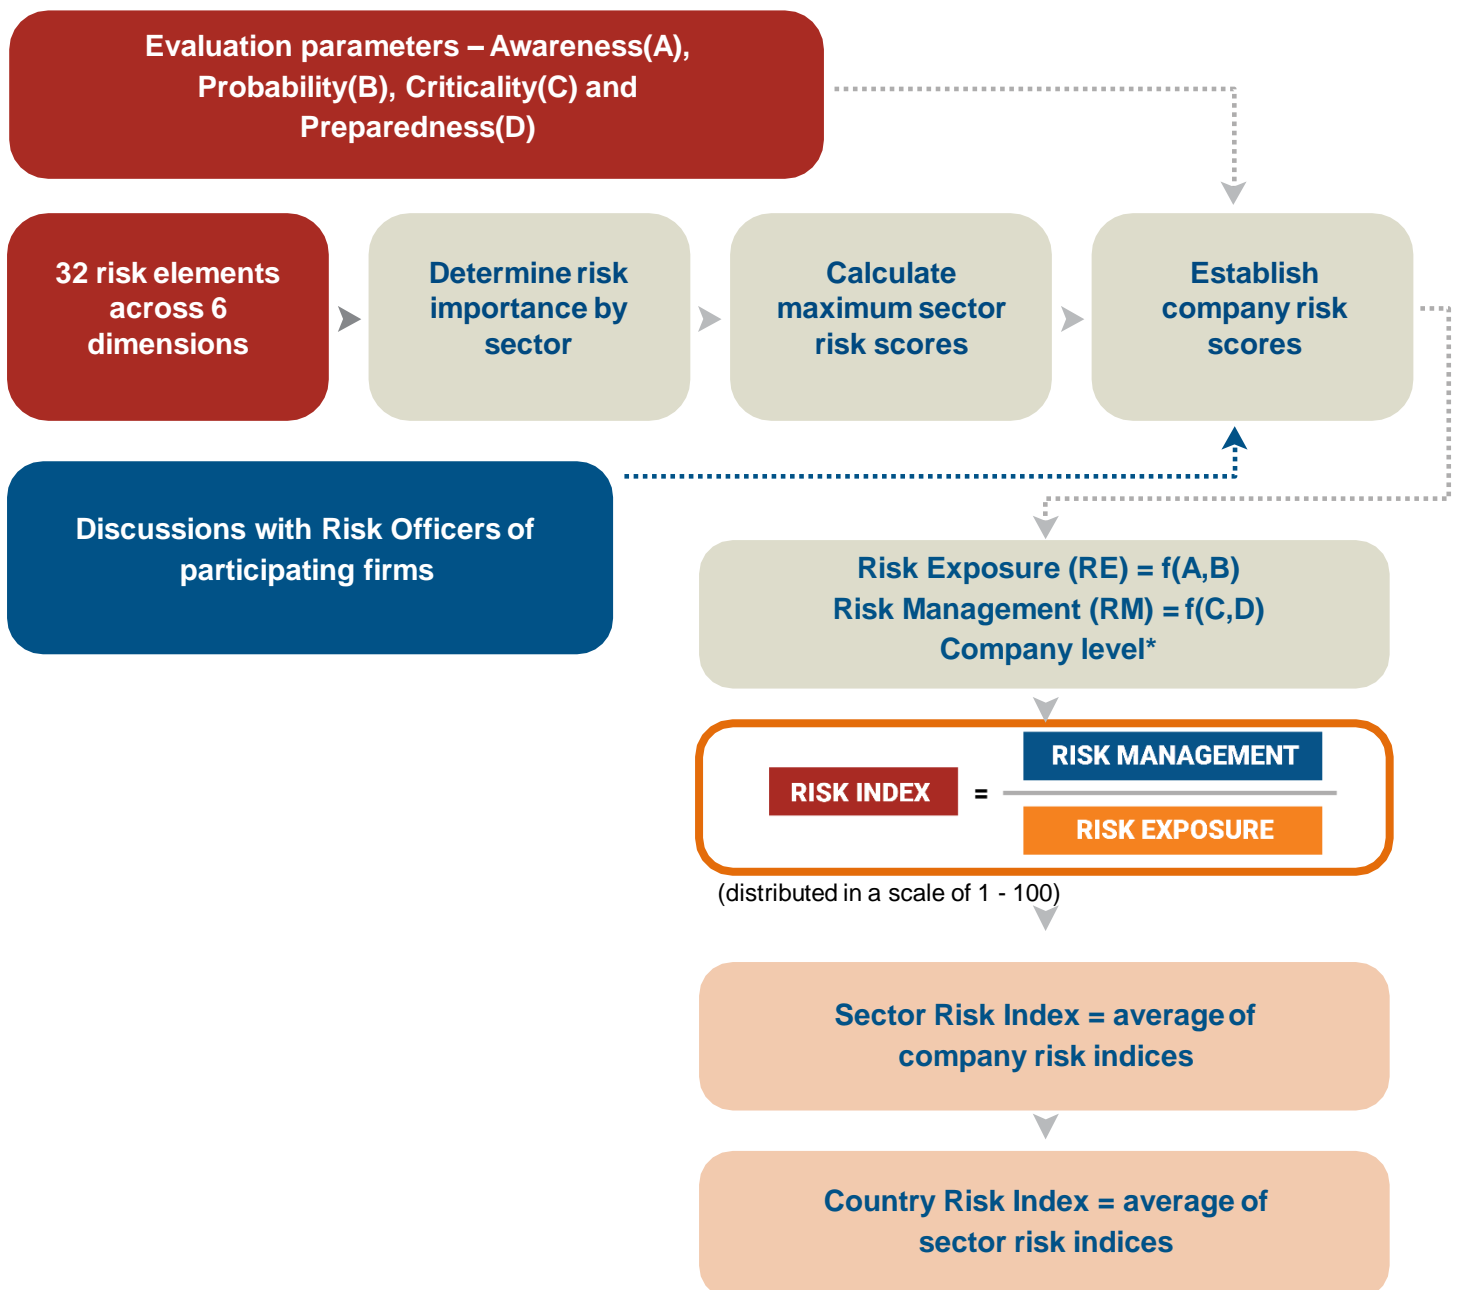 Evaluation parameters – Awareness(A),
Probability(B), Criticality(C) and
Preparedness(D)
32 risk elements
across 6
dimensions
Determine risk
importance by
sector
Calculate
maximum sector
risk scores
Establish
company risk
scores
Discussions with Risk Officers of
participating firms
Risk Exposure (RE) = f(A,B)
Risk Management (RM) = f(C,D)
Company level*
RISK INDEX
=
RISK MANAGEMENT
RISK EXPOSURE
(distributed in a scale of 1 - 100)
Sector Risk Index = average of
company risk indices
Country Risk Index = average of
sector risk indices